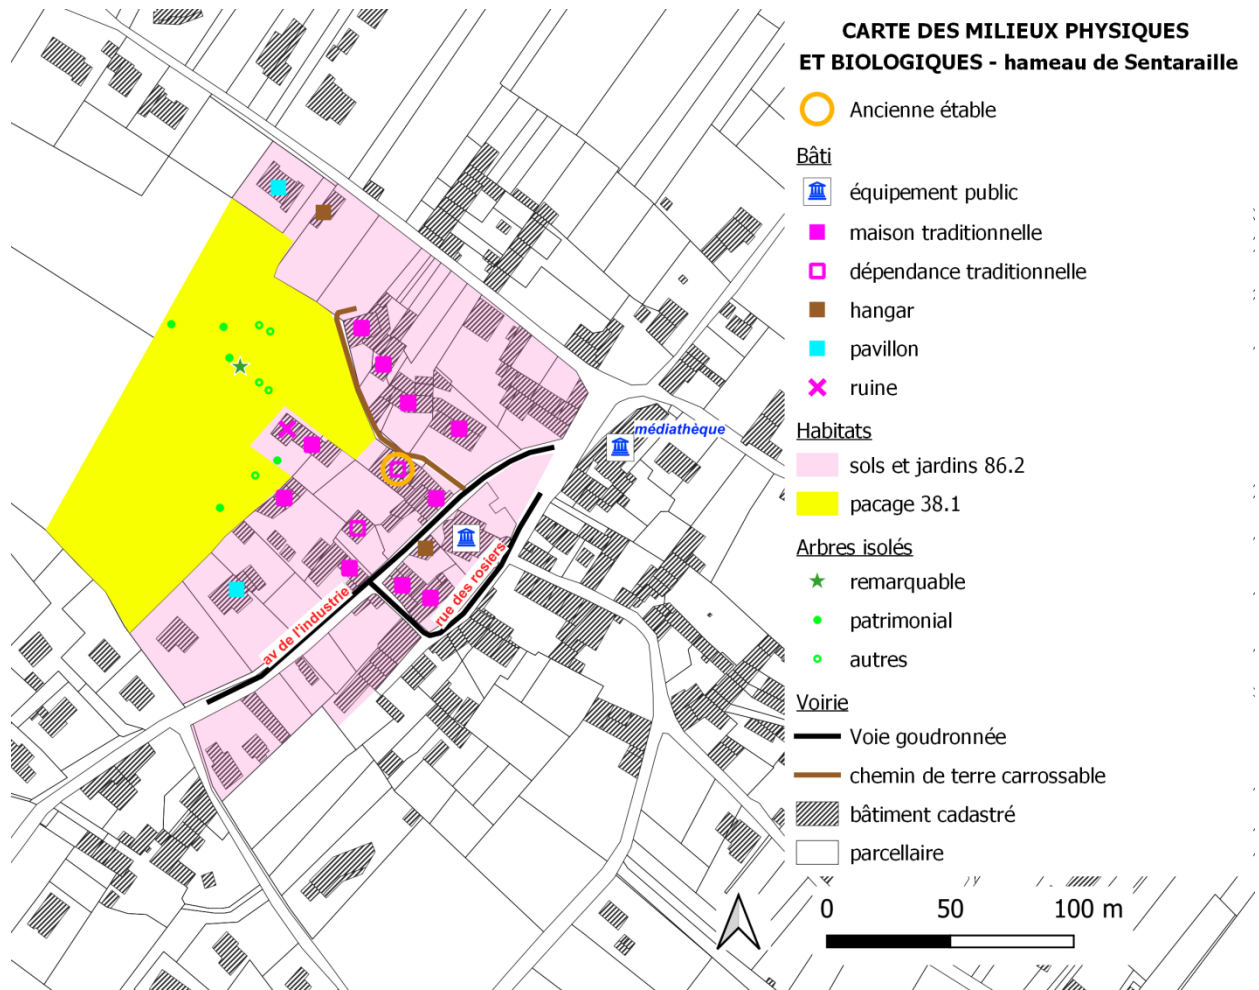 CARTE DES MILIEUX PHYSIQUES
ET BIOLOGIQUES - hameau de Sentaraille
Ancienne étable
Bâti
équipement public
maison traditionnelle
dépendance traditionnelle
hangar
pavillon
ruine
Habitats
sols et jardins 86.2
pacage 38.1
Arbres isolés
remarquable
patrimonial
autres
Voirie
Voie goudronnée
chemin de terre carrossable
bâtiment cadastré
parcellaire
0 50 100 m
médiathèque
rue des rosiers
av de l'industrie